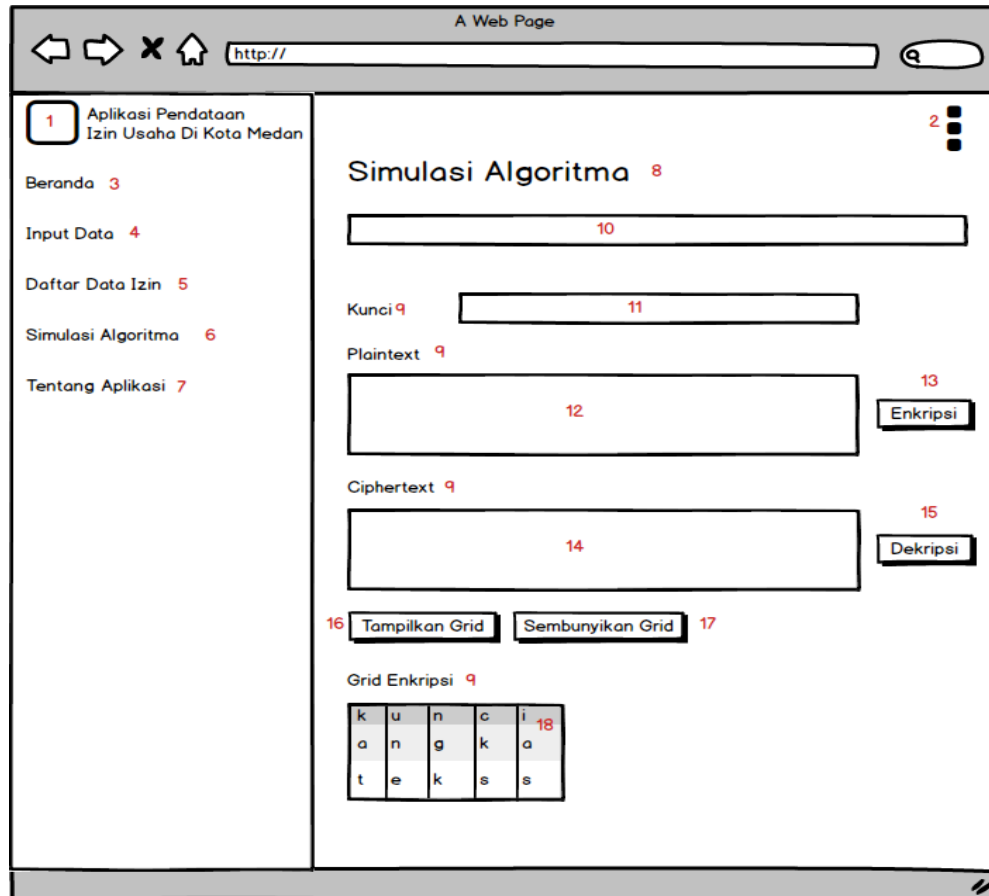 A Web Page
http://
1
Aplikasi Pendataan
Izin Usaha Di Kota Medan
Beranda 3
Input Data 4
Daftar Data Izin 5
Simulasi Algoritma 6
Tentang Aplikasi 7
2
Simulasi Algoritma 8
10
Kunci 9
11
Plaintext 9
12
13
Enkripsi
Ciphertext 9
14
15
Dekripsi
16 Tampilkan Grid Sembunyikan Grid 17
Grid Enkripsi 9
k u n c i 18
a n g k a
t e k s s